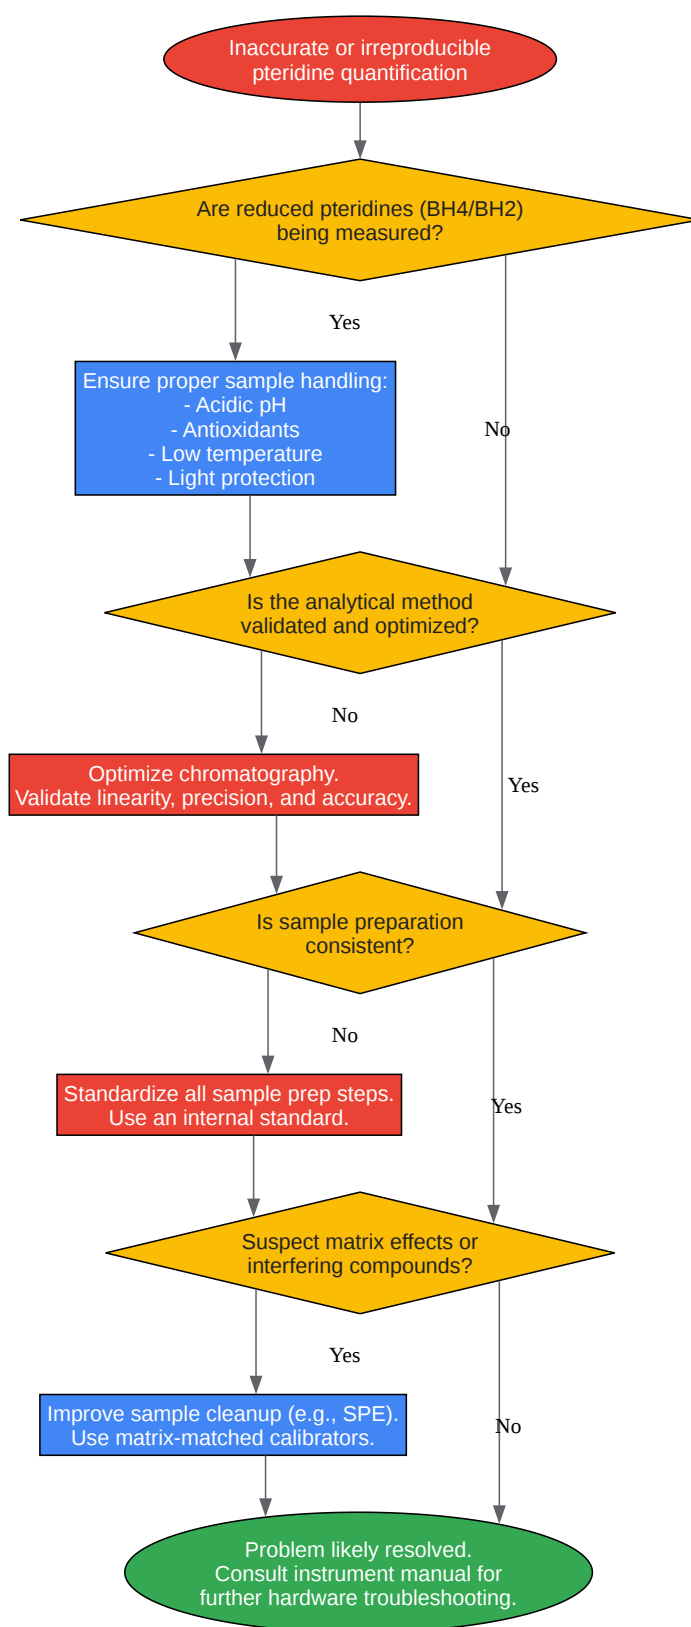 Inaccurate or irreproducible
pteridine quantification
Are reduced pteridines (BH4/BH2)
being measured?
Yes
Ensure proper sample handling:
- Acidic pH
- Antioxidants
- Low temperature
- Light protection
No
Is the analytical method
validated and optimized?
No
Optimize chromatography.
Validate linearity, precision, and accuracy.
Yes
Is sample preparation
consistent?
No
Standardize all sample prep steps.
Use an internal standard.
Yes
Suspect matrix effects or
interfering compounds?
Yes
Improve sample cleanup (e.g., SPE).
Use matrix-matched calibrators.
No
Problem likely resolved.
Consult instrument manual for
further hardware troubleshooting.